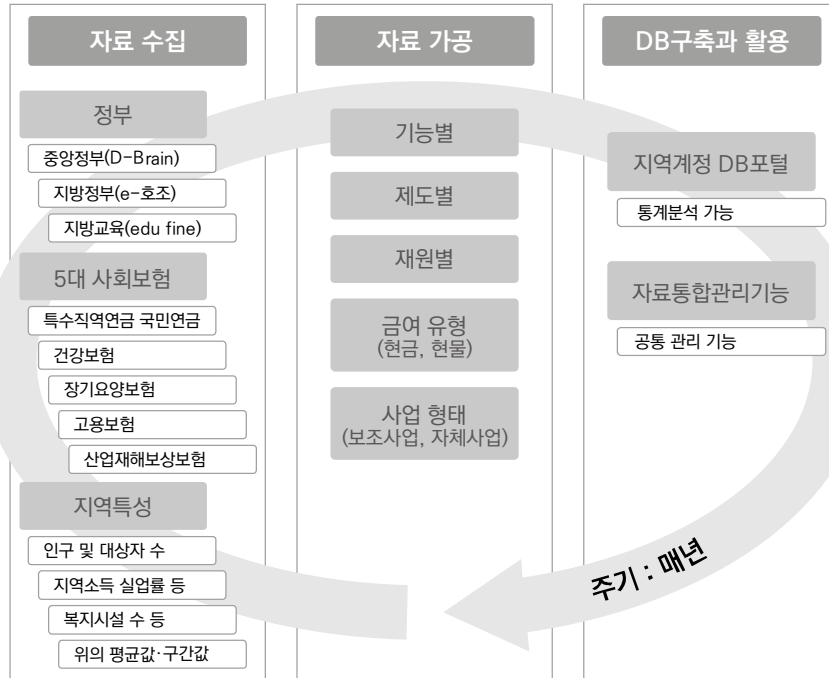 자료 수집
정부
중앙정부(D-Brain)
지방정부(e-호조)
지방교육(edu fine)
5대 사회보험
특수직역연금 국민연금
건강보험
장기요양보험
고용보험
산업재해보상보험
지역특성
인구 및 대상자 수
지역소득 실업률 등
복지시설 수 등
위의 평균값·구간값
자료 가공
기능별
제도별
재원별
급여 유형
(현금, 현물)
사업 형태
(보조사업, 자체사업)
DB구축과 활용
지역계정 DB포털
통계분석 가능
자료통합관리기능
공통 관리 기능
주기 : 매년